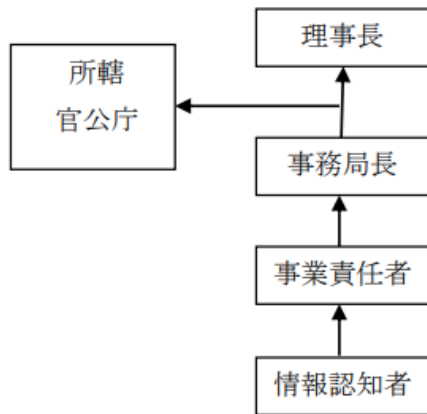 理事長
所轄
官公庁
事務局長
事業責任者
情報認知者